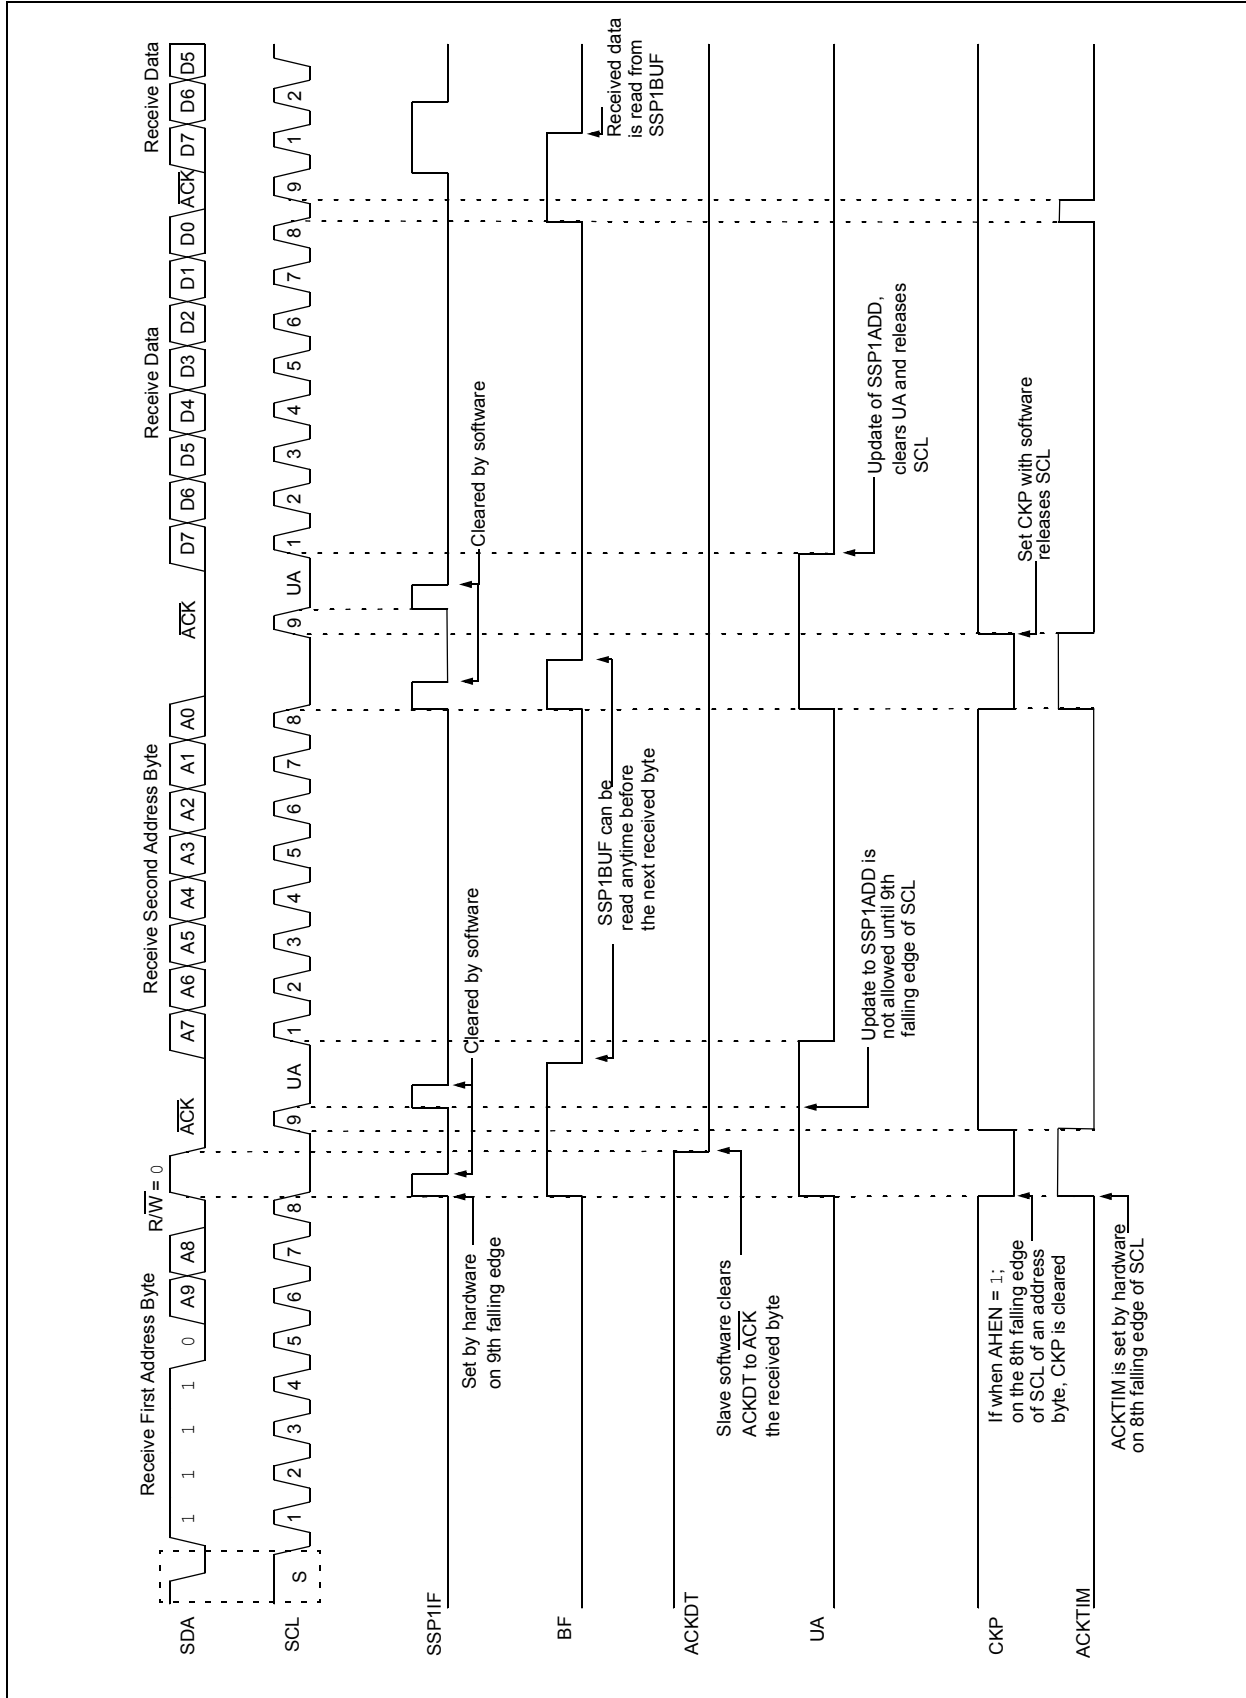 Receive First Address Byte
R/W = 0
Receive Second Address Byte
Receive Data
Receive Data
SDA
1
1
1
1
0
A9
A8
ACK
A7
A6
A5
A4
A3
A2
A1
A0
ACK
D7
D6
D5
D4
D3
D2
D1
D0
ACK
D7
D6
D5
SCL
S
1
2
3
4
5
6
7
8
9
UA
1
2
3
4
5
6
7
8
9
UA
1
2
3
4
5
6
7
8
9
1
2
SSP1IF
Set by hardware
on 9th falling edge
Cleared by software
Cleared by software
BF
SSP1BUF can be
read anytime before
the next received byte
Received data
is read from
SSP1BUF
ACKDT
Slave software clears
ACKDT to ACK
the received byte
UA
Update to SSP1ADD is
not allowed until 9th
falling edge of SCL
Update of SSP1ADD,
clears UA and releases
SCL
CKP
If when AHEN = 1;
on the 8th falling edge
of SCL of an address
byte, CKP is cleared
Set CKP with software
releases SCL
ACKTIM
ACKTIM is set by hardware
on 8th falling edge of SCL